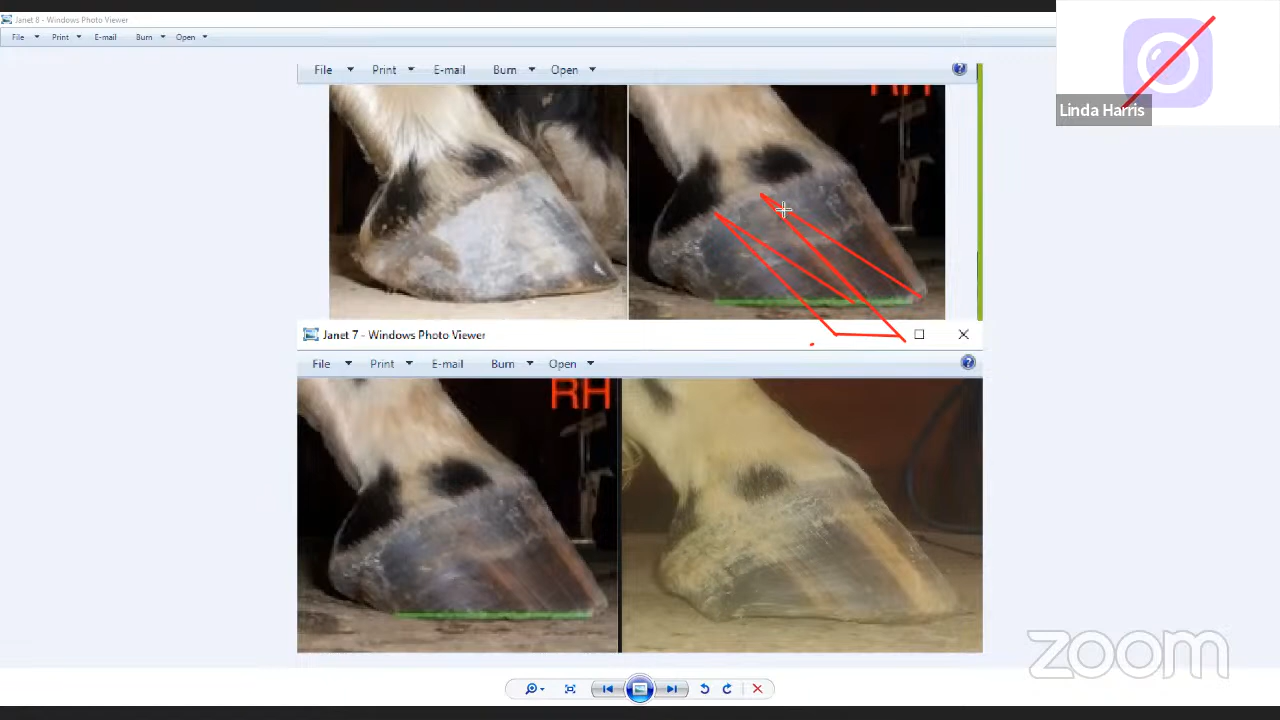 Janet 8 - Windows Photo Viewer
File Print E-mail Burn Open
Linda Harris
File Print E-mail Burn Open
RH
Janet 7 - Windows Photo Viewer
File Print E-mail Burn Open
RH
zoom